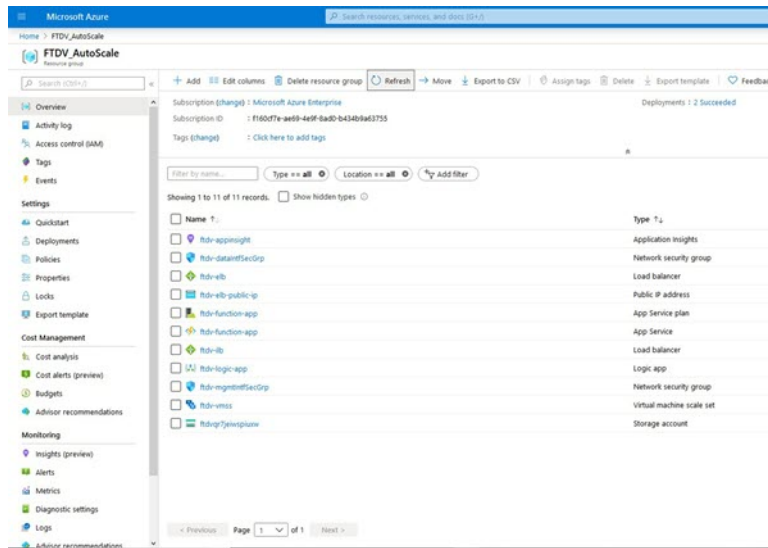 Microsoft Azure
Search resources, services, and docs (G+/)
Home > FTDV_AutoScale
FTDV_AutoScale
Resource group
Search (Ctrl+/)
Add Edit columns Delete resource group Refresh Move Export to CSV Assign tags Delete Export template Feedba
Overview
Activity log
Access control (IAM)
Tags
Events
Settings
Quickstart
Deployments
Policies
Properties
Locks
Export template
Cost Management
Cost analysis
Cost alerts (preview)
Budgets
Advisor recommendations
Monitoring
Insights (preview)
Alerts
Metrics
Diagnostic settings
Logs
Advisor recommendations
Subscription (change) : Microsoft Azure Enterprise
Deployments : 2 Succeeded
Subscription ID : f160cf7e-ae69-4e9f-8ad0-b434b9a63755
Tags (change) : Click here to add tags
Filter by name... Type == all Location == all Add filter
Showing 1 to 11 of 11 records. Show hidden types
Name Type
ftdv-appinsight Application Insights
ftdv-dataintfSecGrp Network security group
ftdv-elb Load balancer
ftdv-elb-public-ip Public IP address
ftdv-function-app App Service plan
ftdv-function-app App Service
ftdv-ilb Load balancer
ftdv-logic-app Logic app
ftdv-mgmtintfSecGrp Network security group
ftdv-vmss Virtual machine scale set
Storage account
< Previous Page 1 of 1 Next >